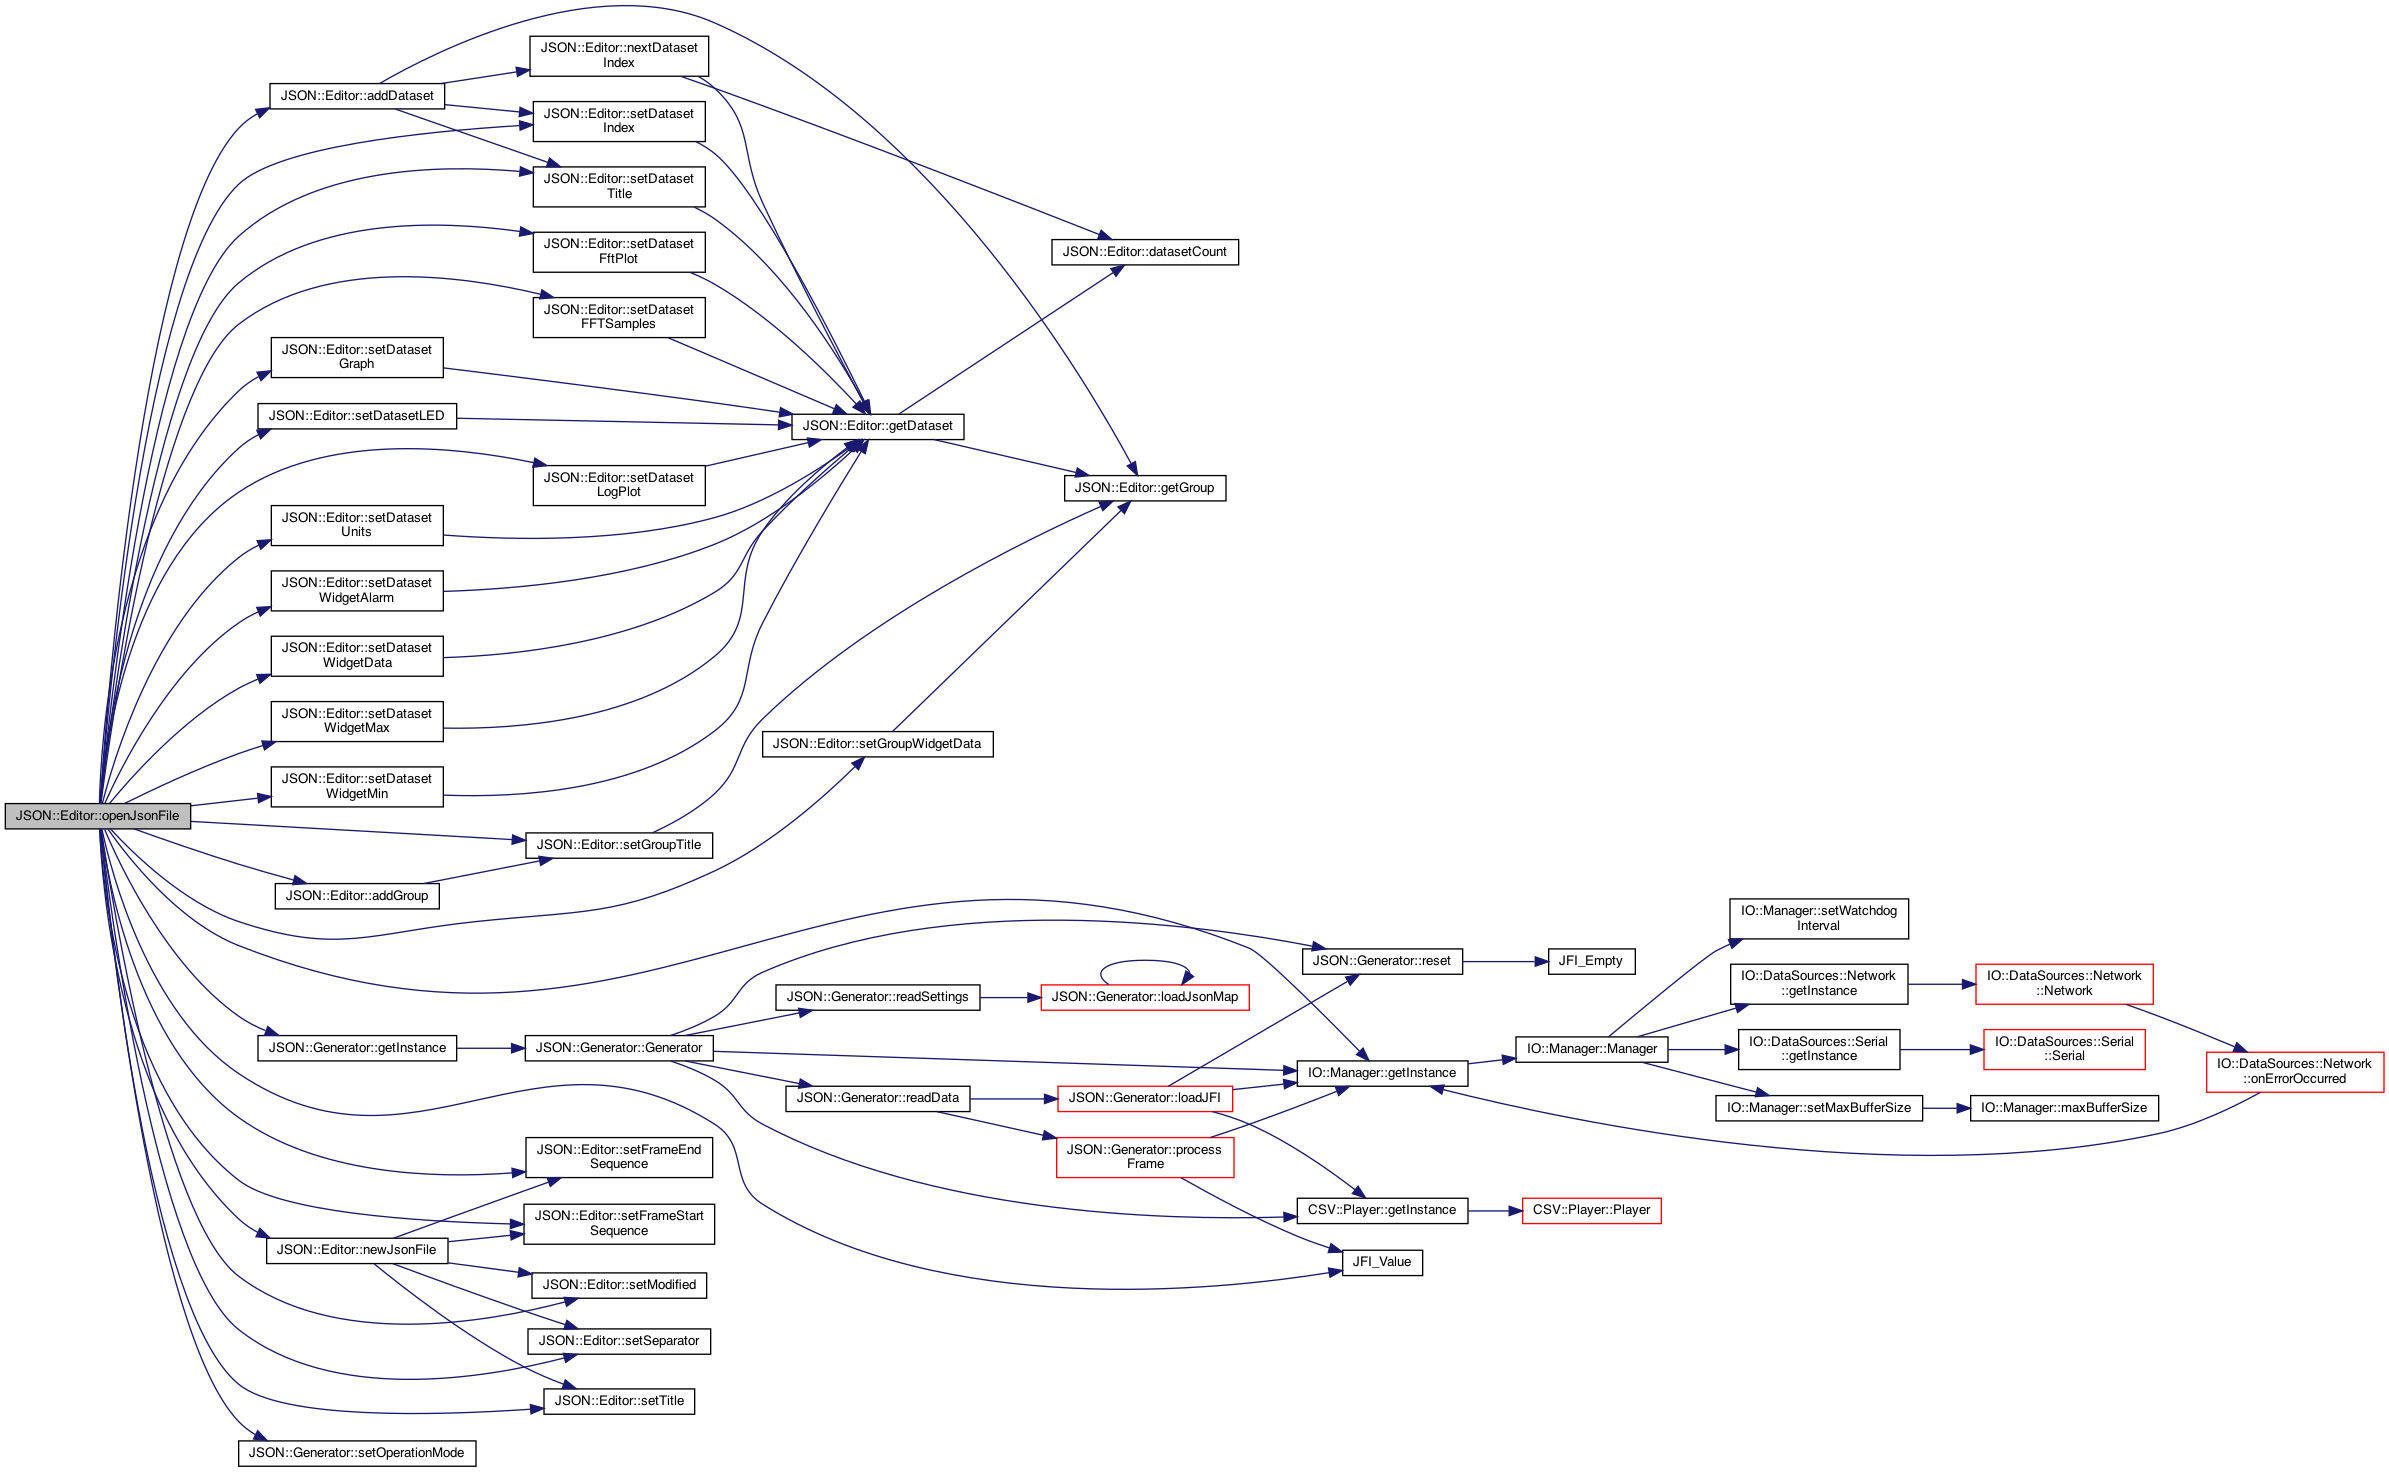 JSON::Editor::openJsonFile
JSON::Editor::addDataset
JSON::Editor::setDataset
Graph
JSON::Editor::setDatasetLED
JSON::Editor::setDataset
Units
JSON::Editor::setDataset
WidgetAlarm
JSON::Editor::setDataset
WidgetData
JSON::Editor::setDataset
WidgetMax
JSON::Editor::setDataset
WidgetMin
JSON::Editor::addGroup
JSON::Generator::getInstance
JSON::Editor::newJsonFile
JSON::Generator::setOperationMode
JSON::Editor::nextDataset
Index
JSON::Editor::setDataset
Index
JSON::Editor::setDataset
Title
JSON::Editor::setDataset
FftPlot
JSON::Editor::setDataset
FFTSamples
JSON::Editor::setDataset
LogPlot
JSON::Editor::setGroupTitle
JSON::Generator::Generator
JSON::Editor::setFrameEnd
Sequence
JSON::Editor::setFrameStart
Sequence
JSON::Editor::setModified
JSON::Editor::setSeparator
JSON::Editor::setTitle
JSON::Editor::getDataset
JSON::Editor::setGroupWidgetData
JSON::Generator::readSettings
JSON::Generator::readData
JSON::Editor::datasetCount
JSON::Editor::getGroup
JSON::Generator::loadJsonMap
JSON::Generator::loadJFI
JSON::Generator::process
Frame
JSON::Generator::reset
IO::Manager::getInstance
CSV::Player::getInstance
JFI_Value
JFI_Empty
IO::Manager::Manager
CSV::Player::Player
IO::Manager::setWatchdog
Interval
IO::DataSources::Network
::getInstance
IO::DataSources::Serial
::getInstance
IO::Manager::setMaxBufferSize
IO::DataSources::Network
::Network
IO::DataSources::Serial
::Serial
IO::Manager::maxBufferSize
IO::DataSources::Network
::onErrorOccurred